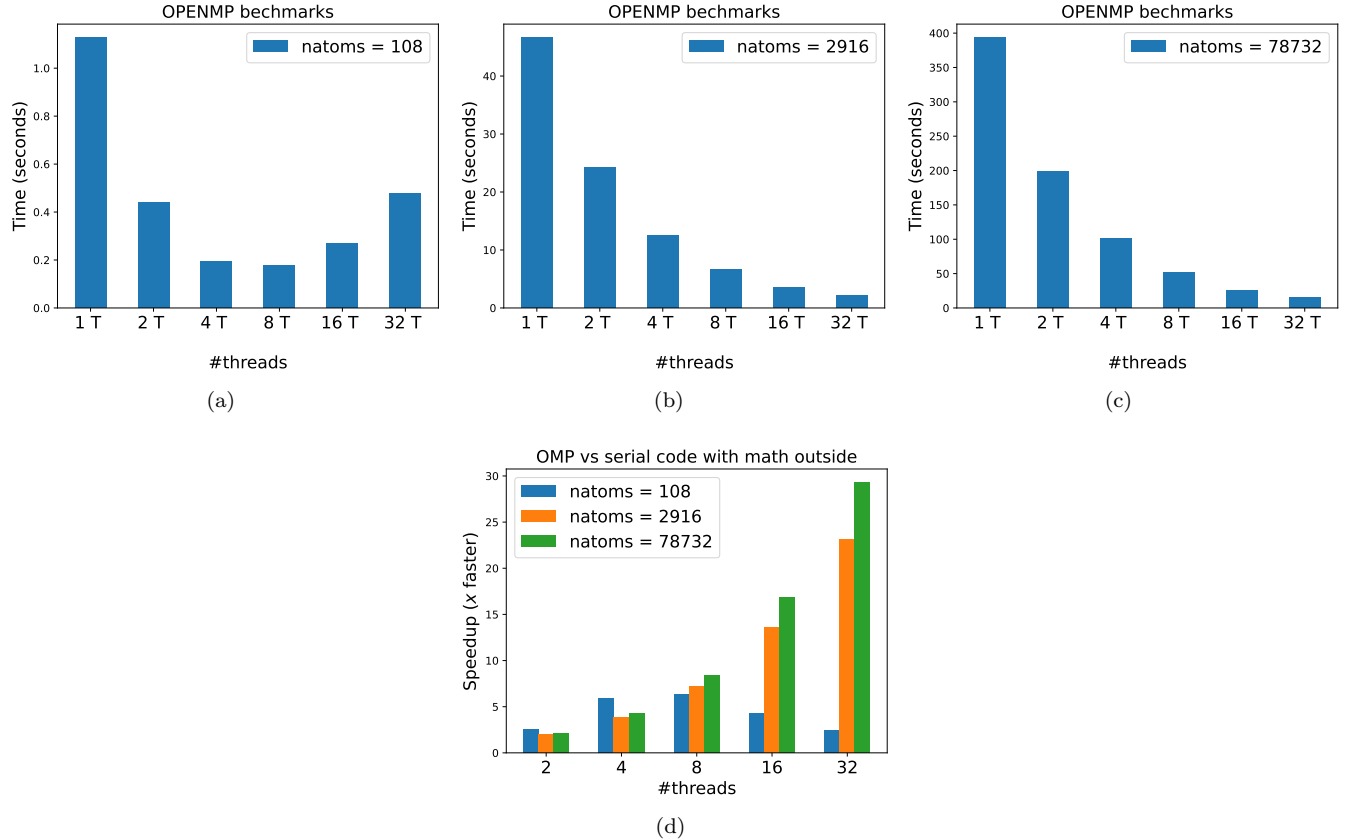 OPENMP bechmarks
natoms = 108
Time (seconds)
1.0
0.8
0.6
0.4
0.2
0.0
1 T 2 T 4 T 8 T 16 T 32 T
#threads
(a)
OPENMP bechmarks
natoms = 2916
Time (seconds)
40
30
20
10
0
1 T 2 T 4 T 8 T 16 T 32 T
#threads
(b)
OPENMP bechmarks
natoms = 78732
Time (seconds)
400
350
300
250
200
150
100
50
0
1 T 2 T 4 T 8 T 16 T 32 T
#threads
(c)
OMP vs serial code with math outside
natoms = 108
natoms = 2916
natoms = 78732
Speedup (x faster)
30
25
20
15
10
5
0
2 4 8 16 32
#threads
(d)